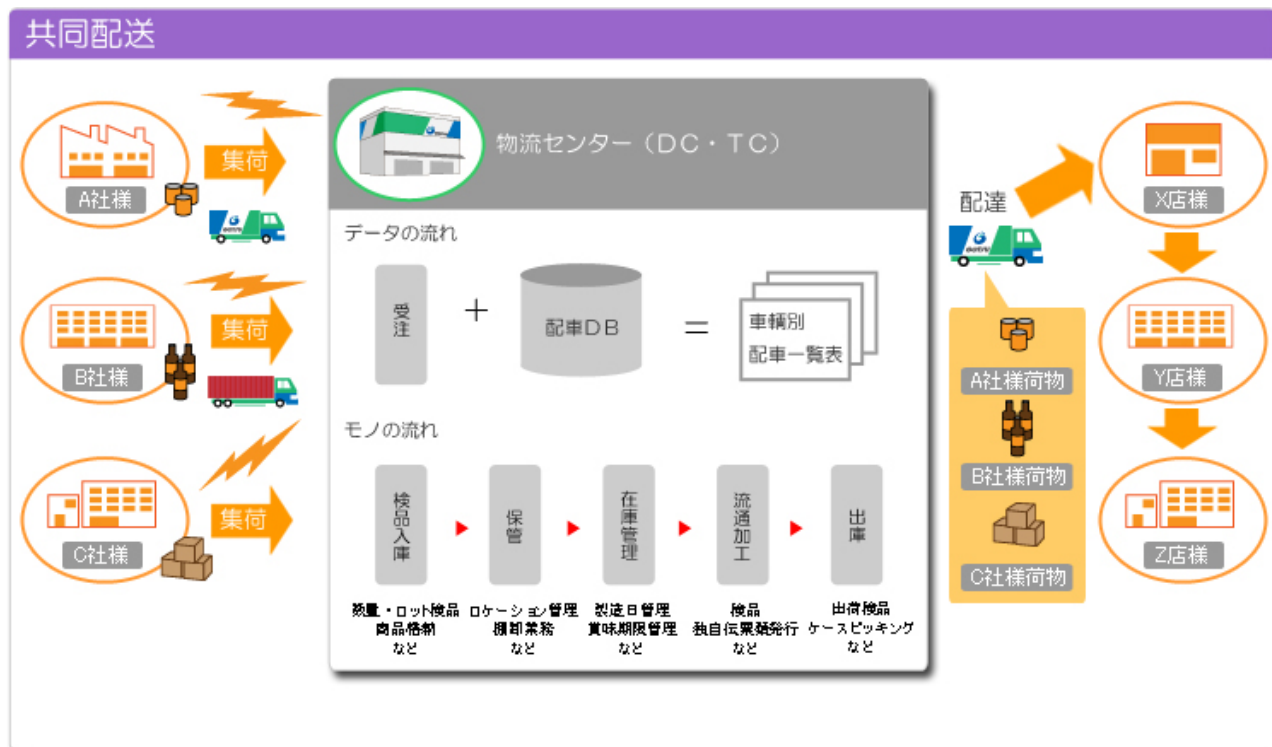 共同配送
A社様
集荷
B社様
集荷
C社様
集荷
物流センター（DC・TC）
データの流れ
受注
＋
配車DB
＝
車輌別
配車一覧表
モノの流れ
検品入庫
保管
在庫管理
流通加工
出庫
数量・ロット検品
商品格納
など
ロケーション管理
棚卸業務
など
製造日管理
賞味期限管理
など
検品
独自伝票類発行
など
出荷検品
ケースピッキング
など
配達
A社様荷物
B社様荷物
C社様荷物
X店様
Y店様
Z店様